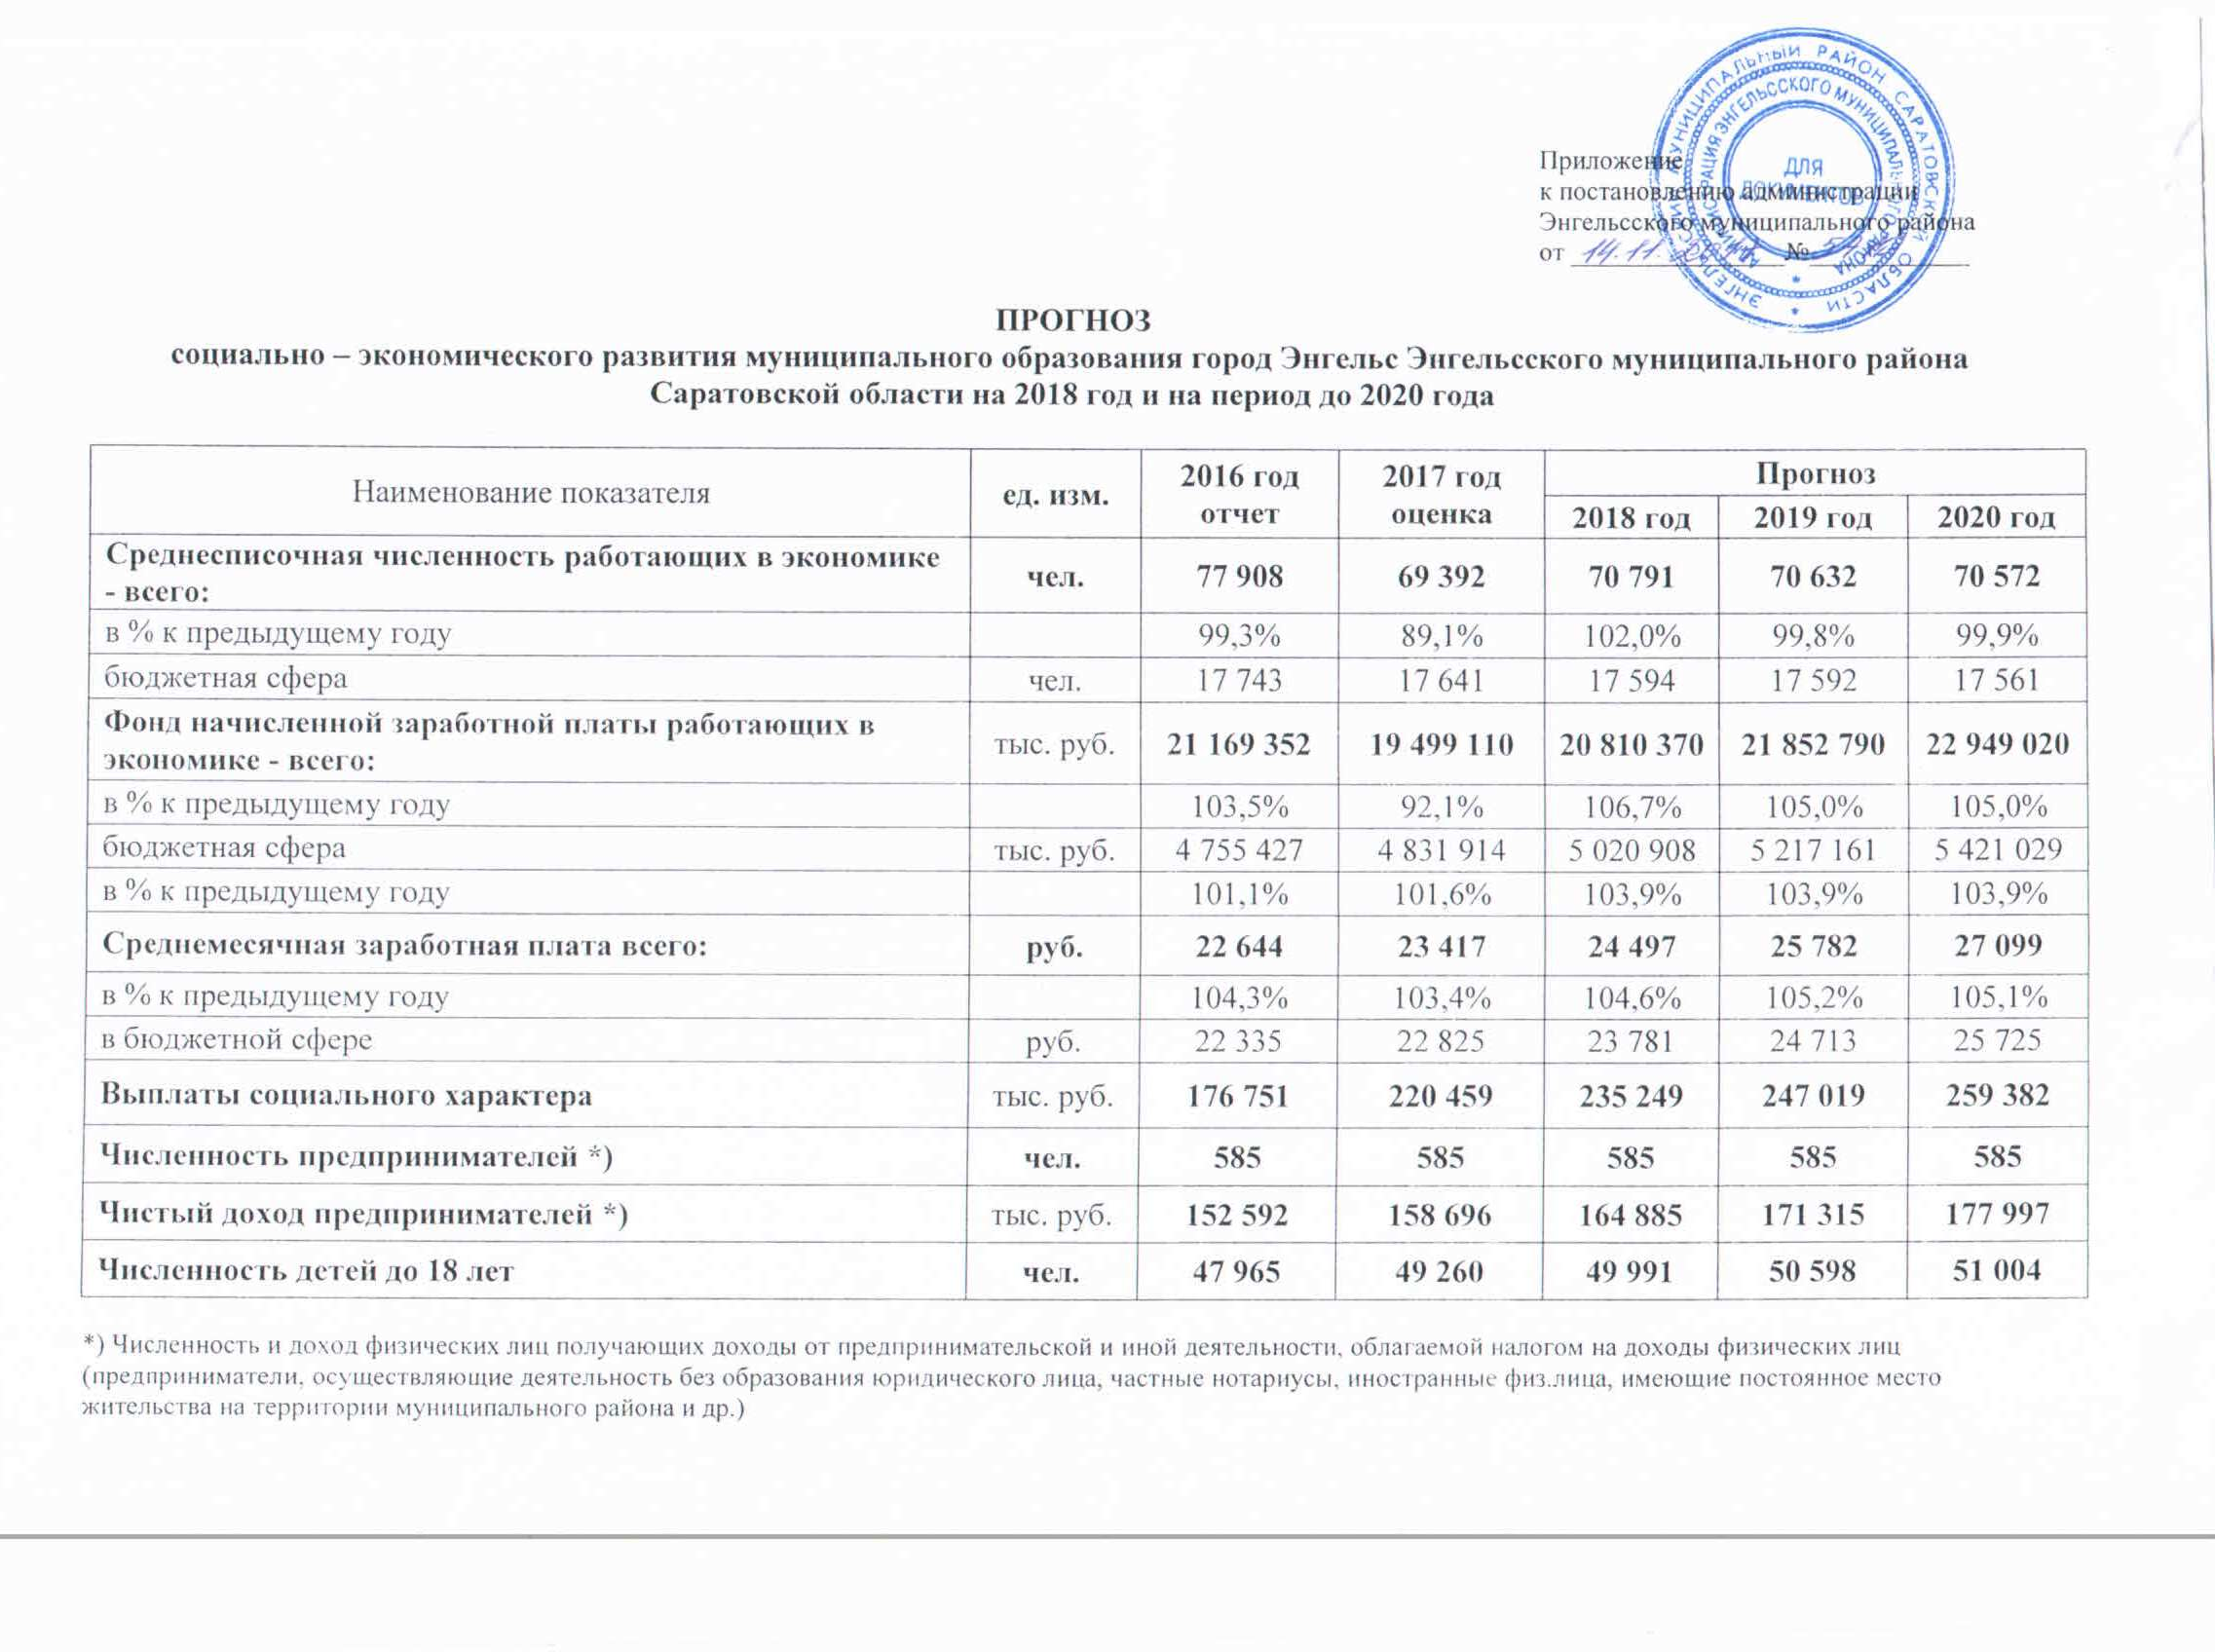 Приложение
к постановлению администрации
Энгельсского муниципального района
от 14.11. №
ЭНГЕЛЬССКИЙ МУНИЦИПАЛЬНЫЙ РАЙОН САРАТОВСКОЙ ОБЛАСТИ
АДМИНИСТРАЦИЯ ЭНГЕЛЬССКОГО МУНИЦИПАЛЬНОГО РАЙОНА
ДЛЯ
ДОКУМЕНТОВ
ПРОГНОЗ
социально – экономического развития муниципального образования город Энгельс Энгельсского муниципального района
Саратовской области на 2018 год и на период до 2020 года
Наименование показателя ед. изм. 2016 год отчет 2017 год оценка Прогноз
2018 год 2019 год 2020 год
Среднесписочная численность работающих в экономике
- всего: чел. 77 908 69 392 70 791 70 632 70 572
в % к предыдущему году 99,3% 89,1% 102,0% 99,8% 99,9%
бюджетная сфера чел. 17 743 17 641 17 594 17 592 17 561
Фонд начисленной заработной платы работающих в
экономике - всего: тыс. руб. 21 169 352 19 499 110 20 810 370 21 852 790 22 949 020
в % к предыдущему году 103,5% 92,1% 106,7% 105,0% 105,0%
бюджетная сфера тыс. руб. 4 755 427 4 831 914 5 020 908 5 217 161 5 421 029
в % к предыдущему году 101,1% 101,6% 103,9% 103,9% 103,9%
Среднемесячная заработная плата всего: руб. 22 644 23 417 24 497 25 782 27 099
в % к предыдущему году 104,3% 103,4% 104,6% 105,2% 105,1%
в бюджетной сфере руб. 22 335 22 825 23 781 24 713 25 725
Выплаты социального характера тыс. руб. 176 751 220 459 235 249 247 019 259 382
Численность предпринимателей *) чел. 585 585 585 585 585
Чистый доход предпринимателей *) тыс. руб. 152 592 158 696 164 885 171 315 177 997
Численность детей до 18 лет чел. 47 965 49 260 49 991 50 598 51 004
*) Численность и доход физических лиц получающих доходы от предпринимательской и иной деятельности, облагаемой налогом на доходы физических лиц
(предприниматели, осуществляющие деятельность без образования юридического лица, частные нотариусы, иностранные физ.лица, имеющие постоянное место
жительства на территории муниципального района и др.)